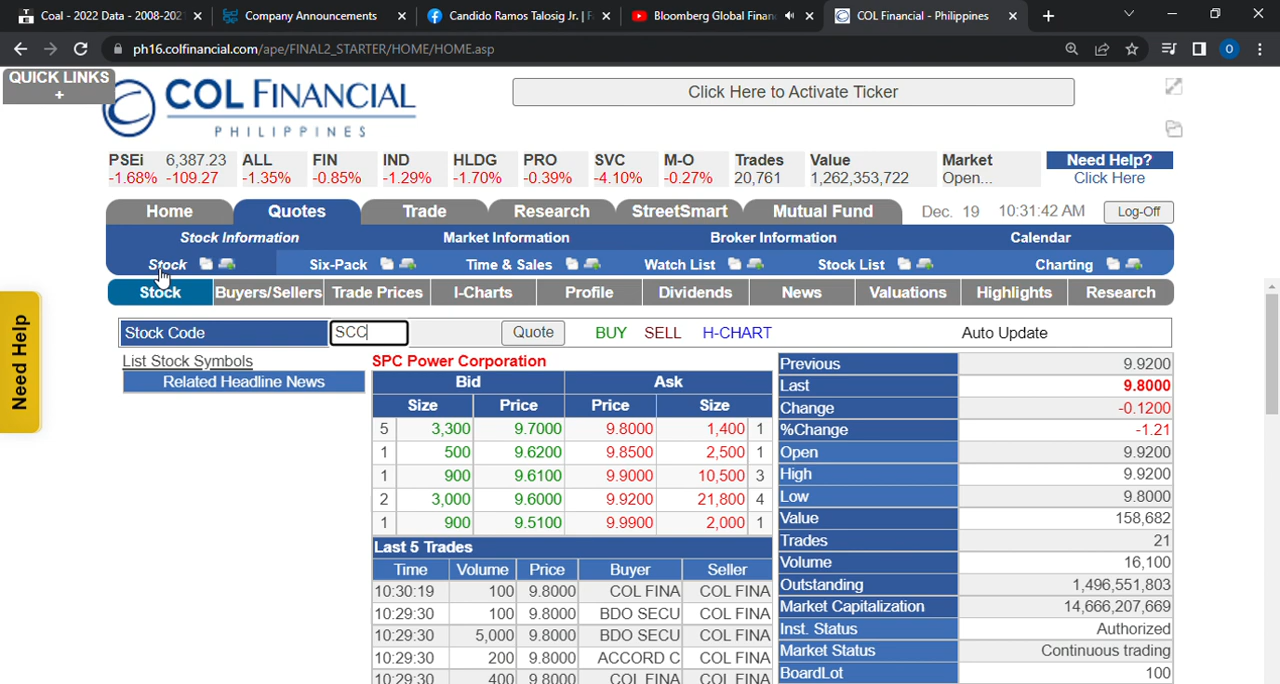 Coal - 2022 Data - 2008-202
Company Announcements
Candido Ramos Talosig Jr. | F
Bloomberg Global Finan
COL Financial - Philippines
ph16.colfinancial.com/ape/FINAL2_STARTER/HOME/HOME.asp
O
QUICK LINKS
+
COL FINANCIAL
PHILIPPINES
Click Here to Activate Ticker
PSEi 6,387.23 ALL FIN IND HLDG PRO SVC M-O Trades Value Market Need Help?
-1.68% -109.27 -1.35% -0.85% -1.29% -1.70% -0.39% -4.10% -0.27% 20,761 1,262,353,722 Open... Click Here
Home Quotes Trade Research StreetSmart Mutual Fund Dec. 19 10:31:42 AM Log-Off
Stock Information Market Information Broker Information Calendar
Stock Six-Pack Time & Sales Watch List Stock List Charting
Stock Buyers/Sellers Trade Prices I-Charts Profile Dividends News Valuations Highlights Research
Need Help
Stock Code SCC Quote BUY SELL H-CHART Auto Update
List Stock Symbols
Related Headline News
SPC Power Corporation
Bid Ask
Size Price Price Size
5 3,300 9.7000 9.8000 1,400 1
1 500 9.6200 9.8500 2,500 1
1 900 9.6100 9.9000 10,500 3
2 3,000 9.6000 9.9200 21,800 4
1 900 9.5100 9.9900 2,000 1
Last 5 Trades
Time Volume Price Buyer Seller
10:30:19 100 9.8000 COL FINA COL FINA
10:29:30 100 9.8000 BDO SECU COL FINA
10:29:30 5,000 9.8000 BDO SECU COL FINA
10:29:30 200 9.8000 ACCORD C COL FINA
10:29:30 400 9.8000 COL FINA COL FINA
Previous 9.9200
Last 9.8000
Change -0.1200
%Change -1.21
Open 9.9200
High 9.9200
Low 9.8000
Value 158,682
Trades 21
Volume 16,100
Outstanding 1,496,551,803
Market Capitalization 14,666,207,669
Inst. Status Authorized
Market Status Continuous trading
BoardLot 100